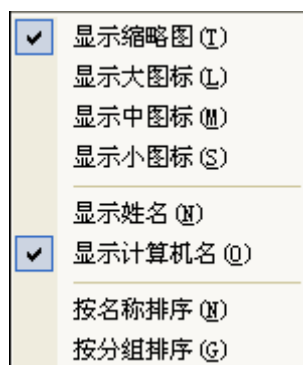 显示缩略图(T)
显示大图标(L)
显示中图标(M)
显示小图标(S)
显示姓名(N)
显示计算机名(O)
按名称排序(N)
按分组排序(G)